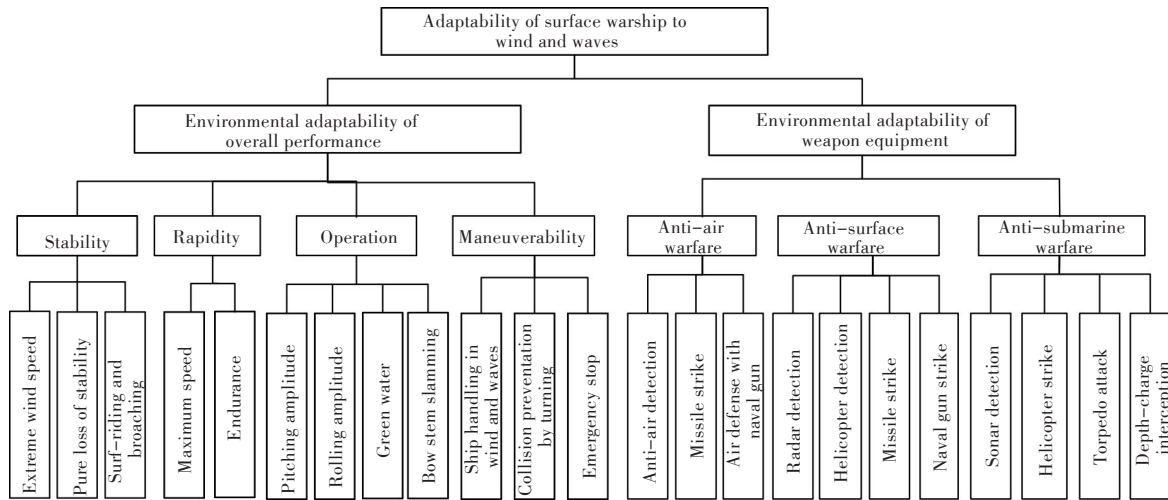 Adaptability of surface warship to
wind and waves
Environmental adaptability of
overall performance
Environmental adaptability of
weapon equipment
Stability
Rapidity
Operation
Maneuverability
Anti-air
warfare
Anti-surface
warfare
Anti-submarine
warfare
Extreme wind speed
Pure loss of stability
Surf-riding and
broaching
Maximum speed
Endurance
Pitching amplitude
Rolling amplitude
Green water
Bow stem slamming
Ship handling in
wind and waves
Collision preventation
by turning
Emergency stop
Anti-air detection
Missile strike
Air defense with
naval gun
Radar detection
Helicopter detection
Missile strike
Naval gun strike
Sonar detection
Helicopter strike
Torpedo attack
Depth-charge
interception